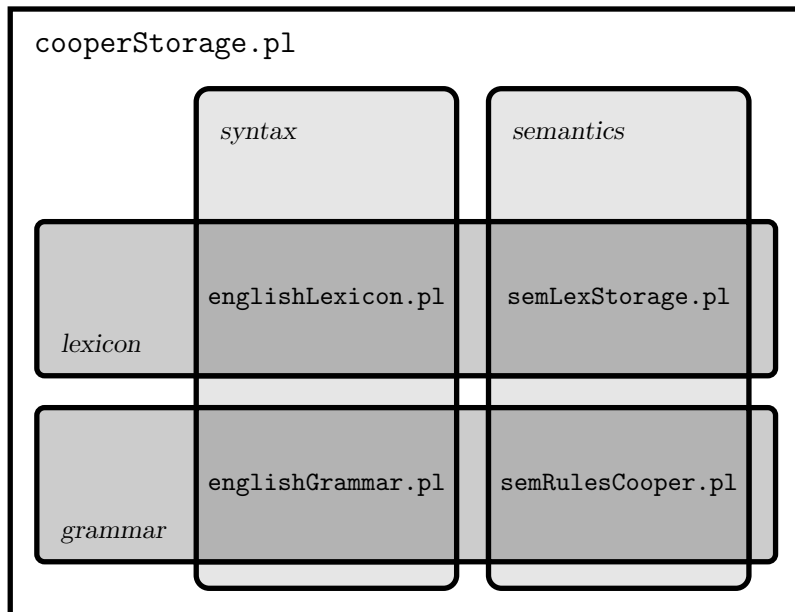 cooperStorage.pl
syntax semantics
englishLexicon.pl semLexStorage.pl
lexicon
englishGrammar.pl semRulesCooper.pl
grammar